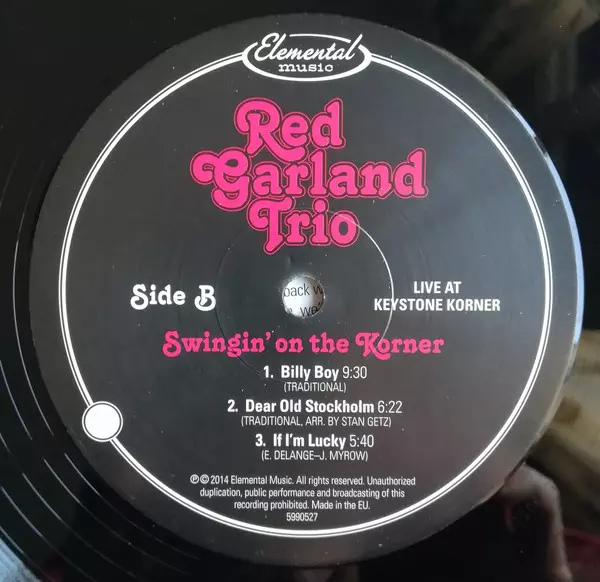 Elemental
music
Red
Garland
Trio
Side B
LIVE AT
KEYSTONE KORNER
back w
Swingin' on the Korner
1. Billy Boy 9:30
(TRADITIONAL)
2. Dear Old Stockholm 6:22
(TRADITIONAL, ARR. BY STAN GETZ)
3. If I'm Lucky 5:40
(E. DELANGE–J. MYROW)
℗ © 2014 Elemental Music. All rights reserved. Unauthorized
duplication, public performance and broadcasting of this
recording prohibited. Made in the EU.
5990527